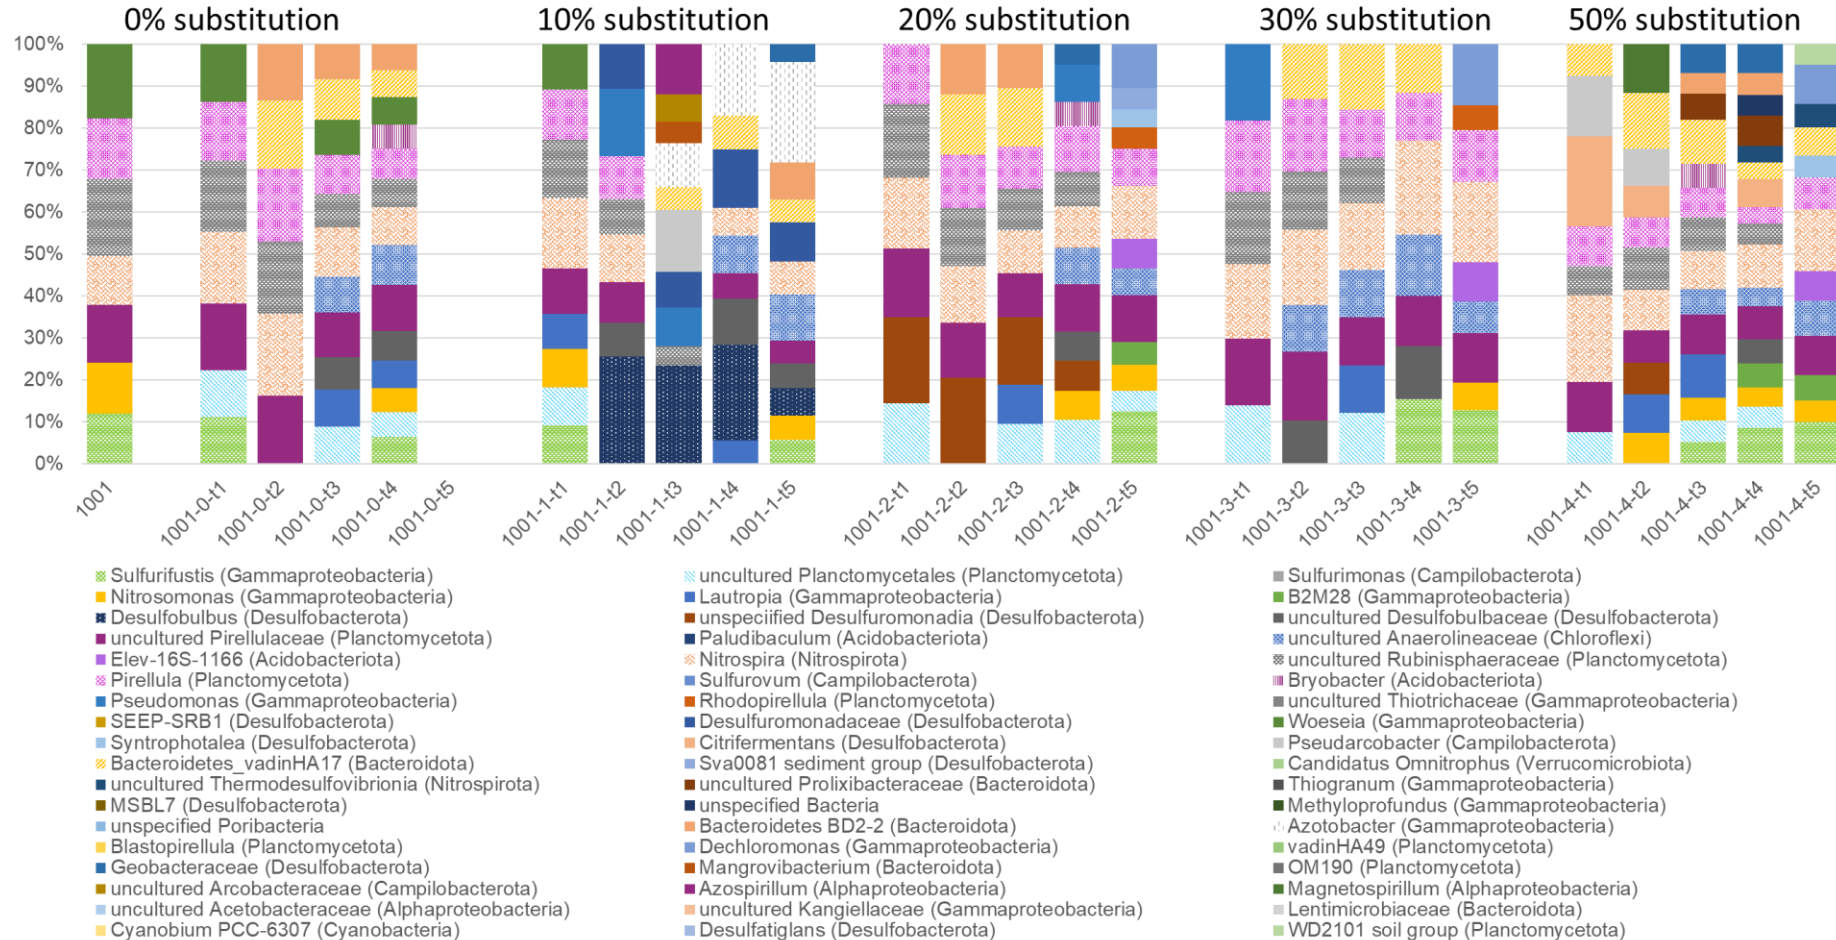 0% substitution 10% substitution 20% substitution 30% substitution 50% substitution
100%
90%
80%
70%
60%
50%
40%
30%
20%
10%
0%
1001 1001-0-t1 1001-0-t2 1001-0-t3 1001-0-t4 1001-0-t5 1001-1-t1 1001-1-t2 1001-1-t3 1001-1-t4 1001-1-t5 1001-2-t1 1001-2-t2 1001-2-t3 1001-2-t4 1001-2-t5 1001-3-t1 1001-3-t2 1001-3-t3 1001-3-t4 1001-3-t5 1001-4-t1 1001-4-t2 1001-4-t3 1001-4-t4 1001-4-t5
Sulfurifustis (Gammaproteobacteria) uncultured Planctomycetales (Planctomycetota) Sulfurimonas (Campilobacterota)
Nitrosomonas (Gammaproteobacteria) Lautropia (Gammaproteobacteria) B2M28 (Gammaproteobacteria)
Desulfobulbus (Desulfobacterota) unspeciified Desulfuromonadia (Desulfobacterota) uncultured Desulfobulbaceae (Desulfobacterota)
uncultured Pirellulaceae (Planctomycetota) Paludibaculum (Acidobacteriota) uncultured Anaerolineaceae (Chloroflexi)
Elev-16S-1166 (Acidobacteriota) Nitrospira (Nitrospirota) uncultured Rubinisphaeraceae (Planctomycetota)
Pirellula (Planctomycetota) Sulfurovum (Campilobacterota) Bryobacter (Acidobacteriota)
Pseudomonas (Gammaproteobacteria) Rhodopirellula (Planctomycetota) uncultured Thiotrichaceae (Gammaproteobacteria)
SEEP-SRB1 (Desulfobacterota) Desulfuromonadaceae (Desulfobacterota) Woeseia (Gammaproteobacteria)
Syntrophotalea (Desulfobacterota) Citrifermentans (Desulfobacterota) Pseudarcobacter (Campilobacterota)
Bacteroidetes_vadinHA17 (Bacteroidota) Sva0081 sediment group (Desulfobacterota) Candidatus Omnitrophus (Verrucomicrobiota)
uncultured Thermodesulfovibrionia (Nitrospirota) uncultured Prolixibacteraceae (Bacteroidota) Thiogranum (Gammaproteobacteria)
MSBL7 (Desulfobacterota) unspecified Bacteria Methyloprofundus (Gammaproteobacteria)
unspecified Poribacteria Bacteroidetes BD2-2 (Bacteroidota) Azotobacter (Gammaproteobacteria)
Blastopirellula (Planctomycetota) Dechloromonas (Gammaproteobacteria) vadinHA49 (Planctomycetota)
Geobacteraceae (Desulfobacterota) Mangrovibacterium (Bacteroidota) OM190 (Planctomycetota)
uncultured Arcobacteraceae (Campilobacterota) Azospirillum (Alphaproteobacteria) Magnetospirillum (Alphaproteobacteria)
uncultured Acetobacteraceae (Alphaproteobacteria) uncultured Kangiellaceae (Gammaproteobacteria) Lentimicrobiaceae (Bacteroidota)
Cyanobium PCC-6307 (Cyanobacteria) Desulfatiglans (Desulfobacterota) WD2101 soil group (Planctomycetota)